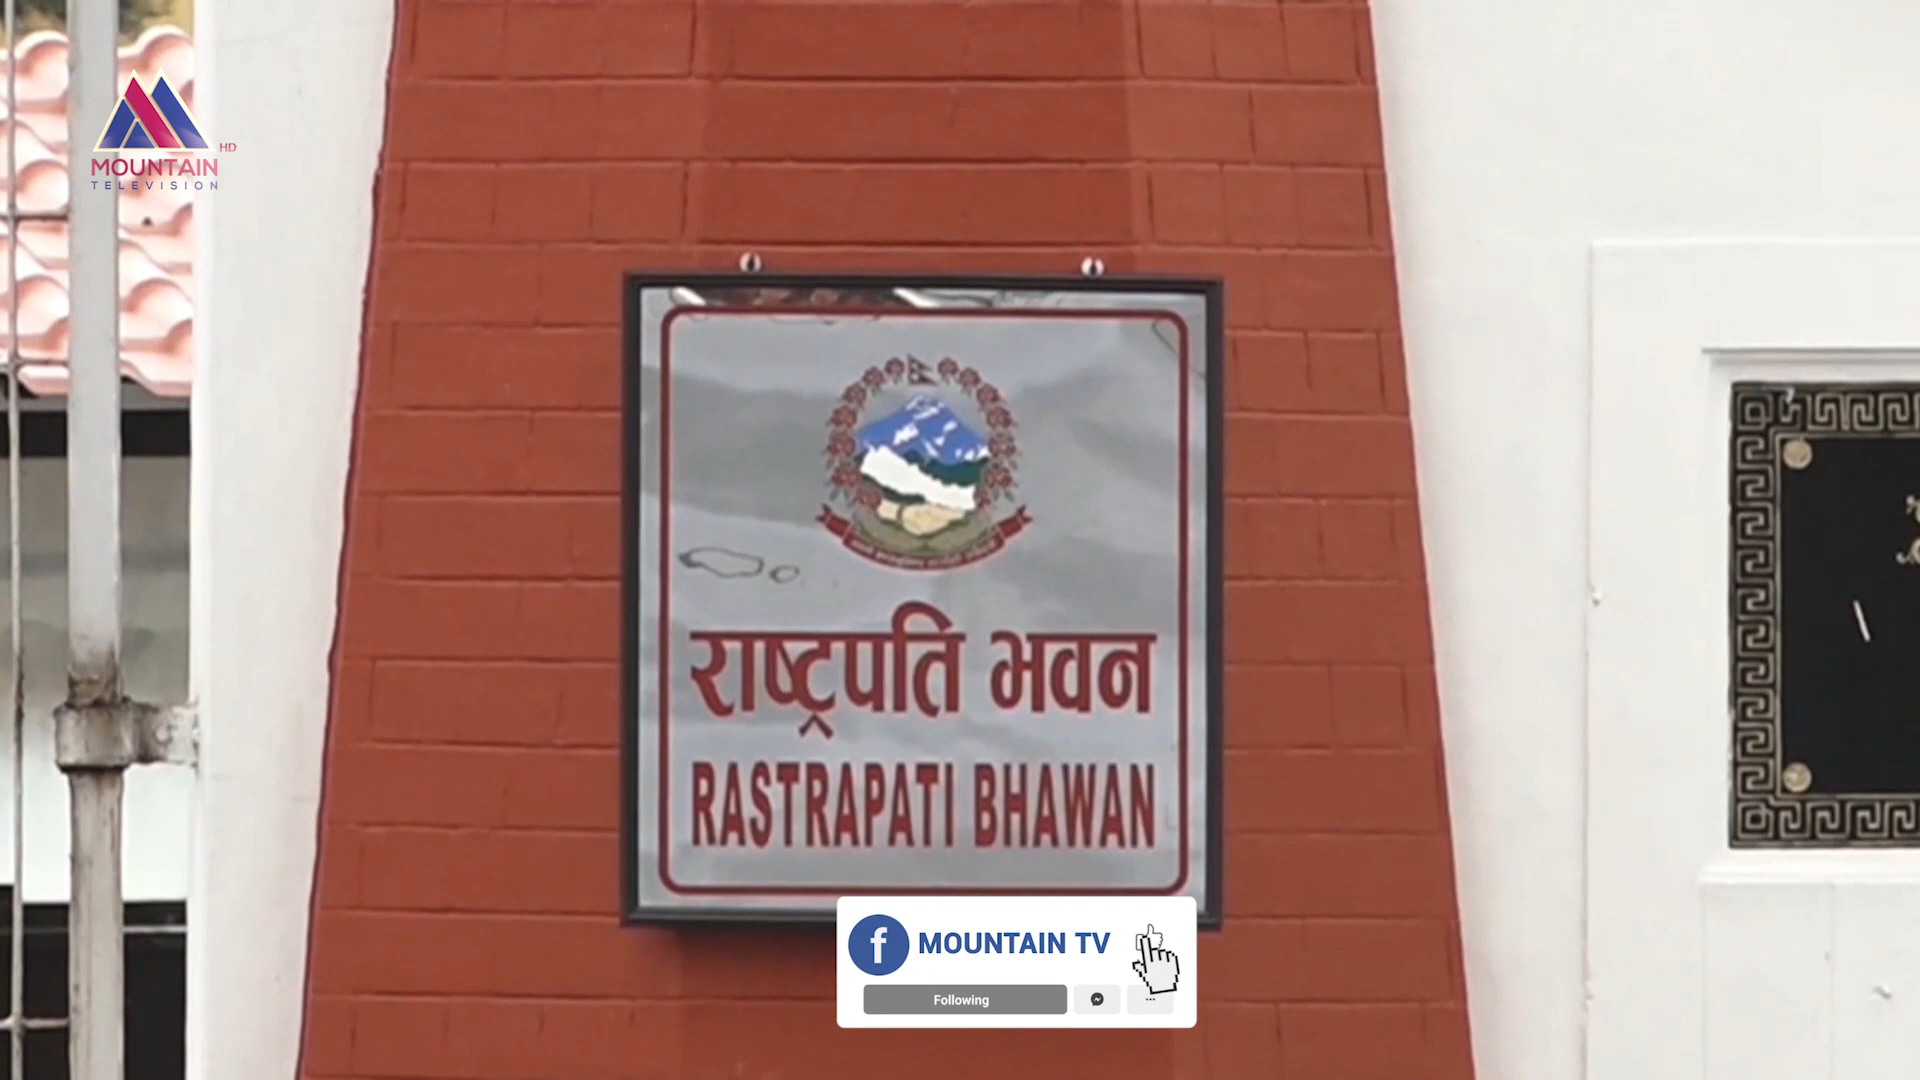 MOUNTAIN HD
TELEVISION
राष्ट्रपति भवन
RASTRAPATI BHAWAN
MOUNTAIN TV
Following